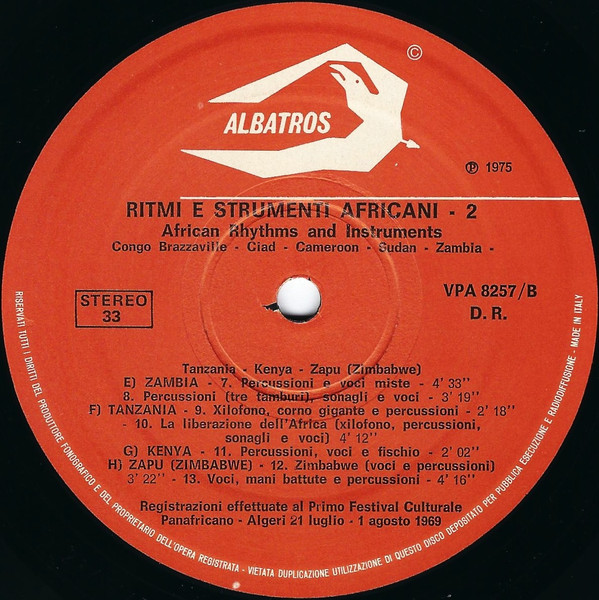 ©
ALBATROS
℗ 1975
RITMI E STRUMENTI AFRICANI - 2
African Rhythms and Instruments
Congo Brazzaville - Ciad - Cameroon - Sudan - Zambia -
STEREO
33
VPA 8257/B
D. R.
Tanzania - Kenya - Zapu (Zimbabwe)
E) ZAMBIA - 7. Percussioni e voci miste - 4'33''
8. Percussioni (tre tamburi), sonagli e voci - 3'19''
F) TANZANIA - 9. Xilofono, corno gigante e percussioni - 2'18''
- 10. La liberazione dell'Africa (xilofono, percussioni,
sonagli e voci) 4'12''
G) KENYA - 11. Percussioni, voci e fischio - 2'02''
H) ZAPU (ZIMBABWE) - 12. Zimbabwe (voci e percussioni)
3'22'' - 13. Voci, mani battute e percussioni - 4'16''
Registrazioni effettuate al Primo Festival Culturale
Panafricano - Algeri 21 luglio - 1 agosto 1969
RISERVATI TUTTI I DIRITTI DEL PRODUTTORE FONOGRAFICO E DEL PROPRIETARIO DELL'OPERA REGISTRATA - VIETATA DUPLICAZIONE UTILIZZAZIONE DI QUESTO DISCO DEPOSITATO PER PUBBLICA ESECUZIONE E RADIODIFFUSIONE - MADE IN ITALY